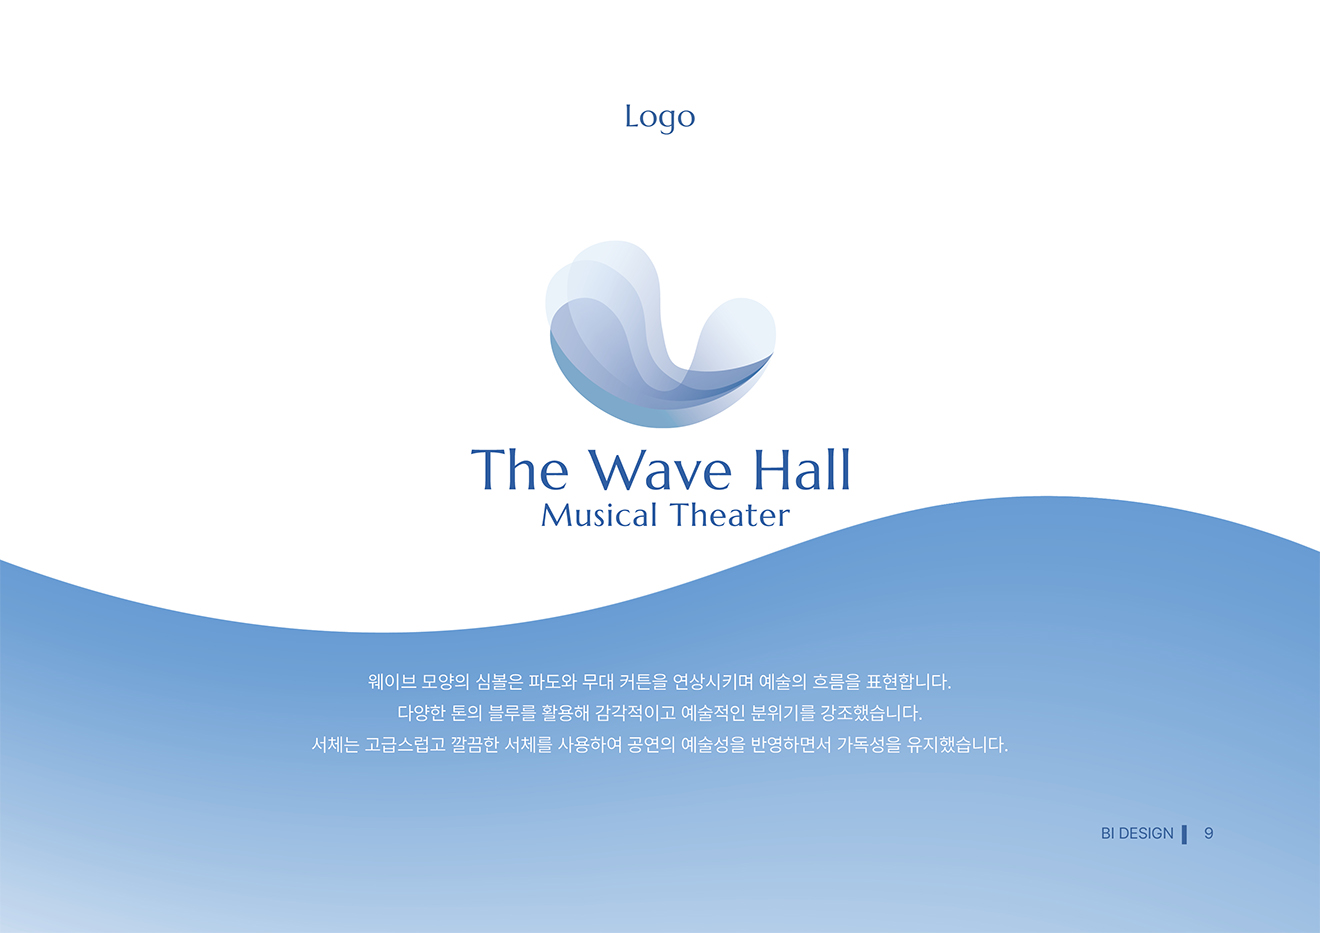 Logo
The Wave Hall
Musical Theater
웨이브 모양의 심볼은 파도와 무대 커튼을 연상시키며 예술의 흐름을 표현합니다.
다양한 톤의 블루를 활용해 감각적이고 예술적인 분위기를 강조했습니다.
서체는 고급스럽고 깔끔한 서체를 사용하여 공연의 예술성을 반영하면서 가독성을 유지했습니다.
BI DESIGN 9